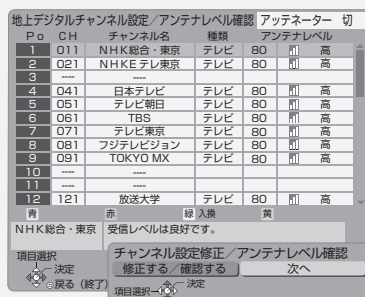 地上デジタルチャンネル設定／アンテナレベル確認 アッテネーター 切
Po CH チャンネル名 種類 アンテナレベル
1 011 NHK総合・東京 テレビ 80 高
2 021 NHKEテレ東京 テレビ 80 高
3 ---- ----
4 041 日本テレビ テレビ 80 高
5 051 テレビ朝日 テレビ 80 高
6 061 TBS テレビ 80 高
7 071 テレビ東京 テレビ 80 高
8 081 フジテレビジョン テレビ 80 高
9 091 TOKYO MX テレビ 80 高
10 ---- ----
11 ---- ----
12 121 放送大学 テレビ 80 高
青 赤 緑 入換 黄
NHK総合・東京 受信レベルは良好です。
項目選択
決定
戻る（終了）
チャンネル設定修正／アンテナレベル確認
修正する／確認する 次へ
項目選択 決定